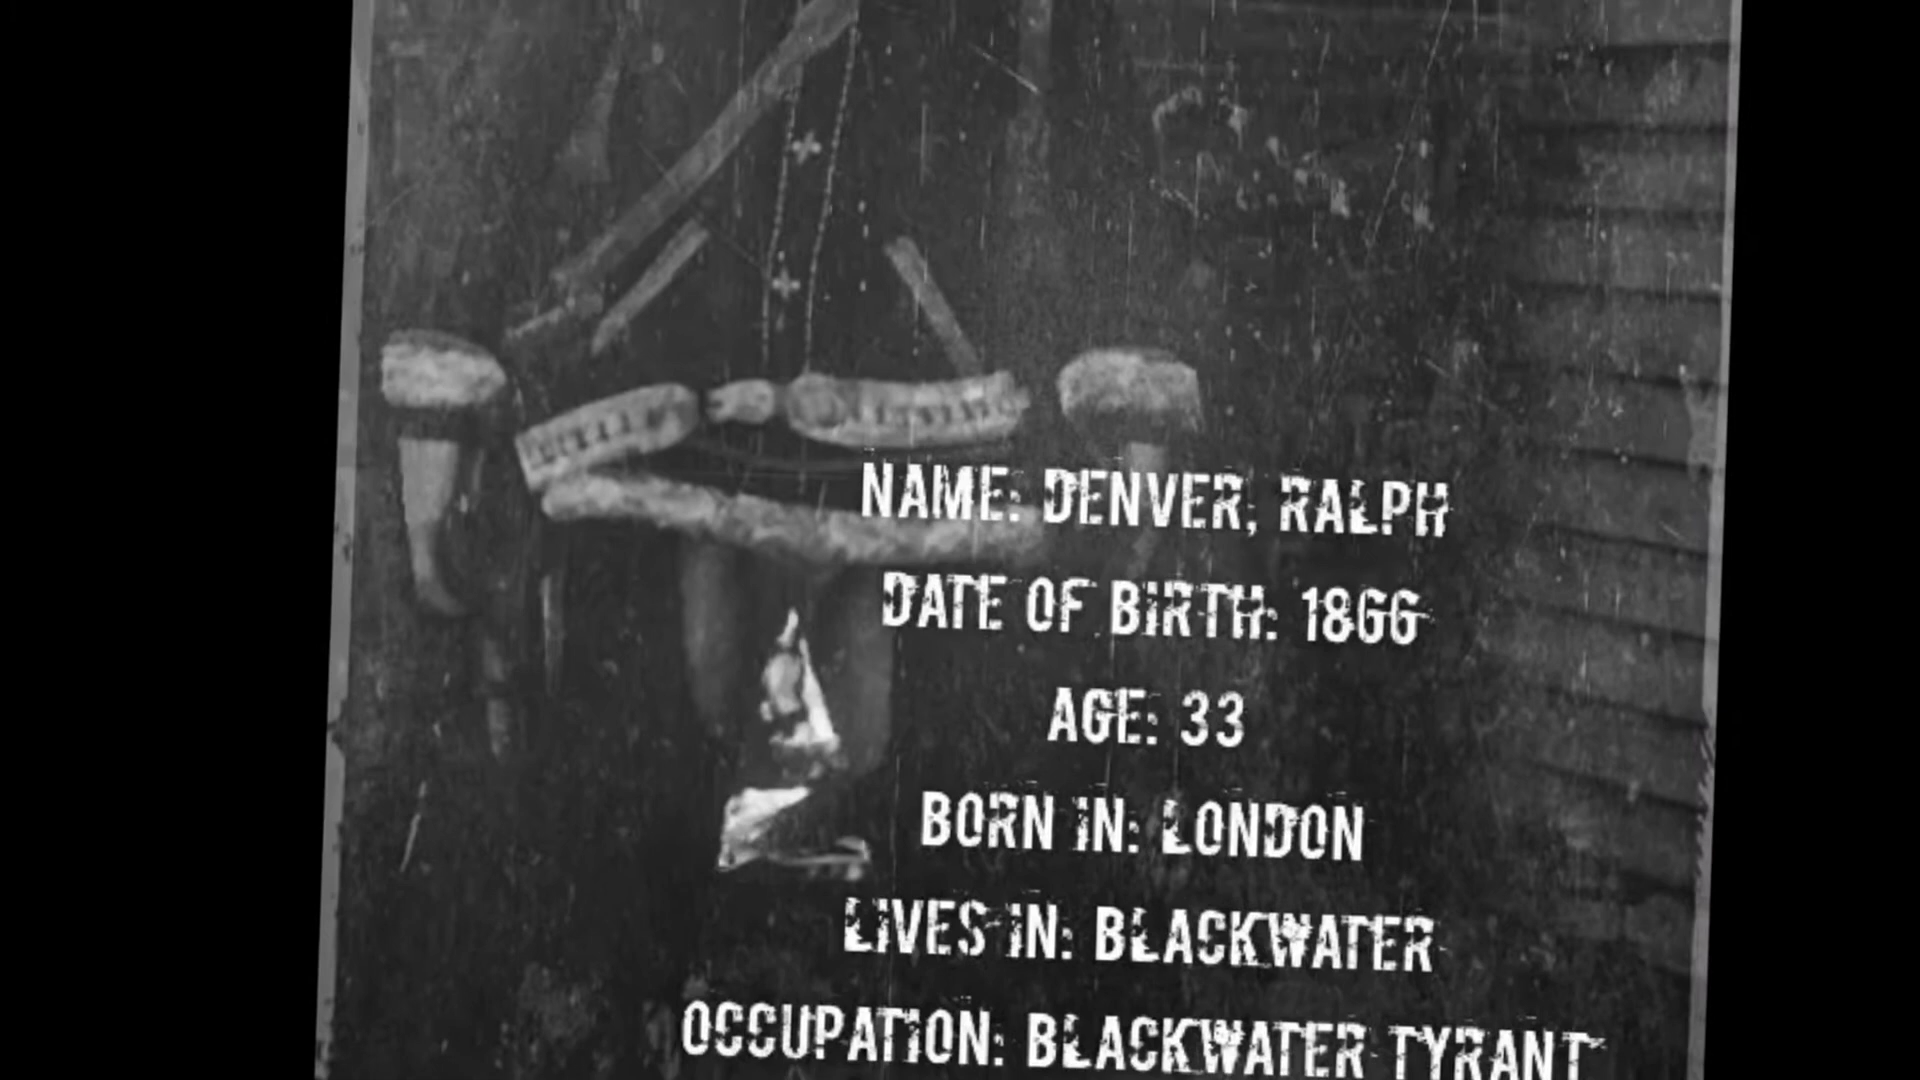 NAME: DENVER, RALPH
DATE OF BIRTH: 1866
AGE: 33
BORN IN: LONDON
LIVES IN: BLACKWATER
OCCUPATION: BLACKWATER TYRANT